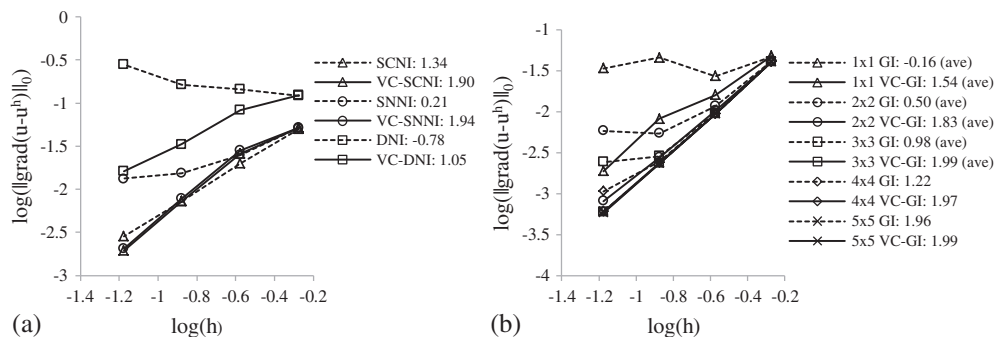 0
-0.5
-1
-1.5
-2
-2.5
-3
-1.4 -1.2 -1 -0.8 -0.6 -0.4 -0.2
log(‖grad(u-u^h)‖₀)
log(h)
(a)
SCNI: 1.34
VC-SCNI: 1.90
SNNI: 0.21
VC-SNNI: 1.94
DNI: -0.78
VC-DNI: 1.05
-1
-1.5
-2
-2.5
-3
-3.5
-4
-1.4 -1.2 -1 -0.8 -0.6 -0.4 -0.2
log(‖grad(u-u^h)‖₀)
log(h)
(b)
1x1 GI: -0.16 (ave)
1x1 VC-GI: 1.54 (ave)
2x2 GI: 0.50 (ave)
2x2 VC-GI: 1.83 (ave)
3x3 GI: 0.98 (ave)
3x3 VC-GI: 1.99 (ave)
4x4 GI: 1.22
4x4 VC-GI: 1.97
5x5 GI: 1.96
5x5 VC-GI: 1.99